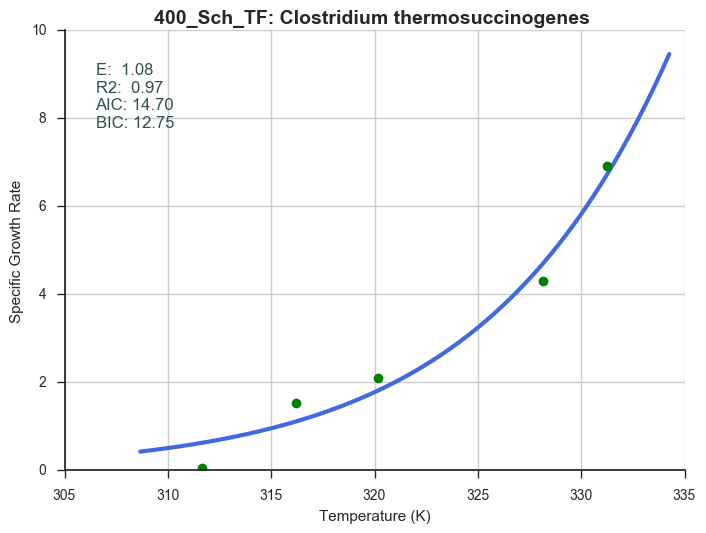 400_Sch_TF: Clostridium thermosuccinogenes
10
E:  1.08
R2:  0.97
AIC: 14.70
BIC: 12.75
8
6
4
2
0
Specific Growth Rate
305 310 315 320 325 330 335
Temperature (K)